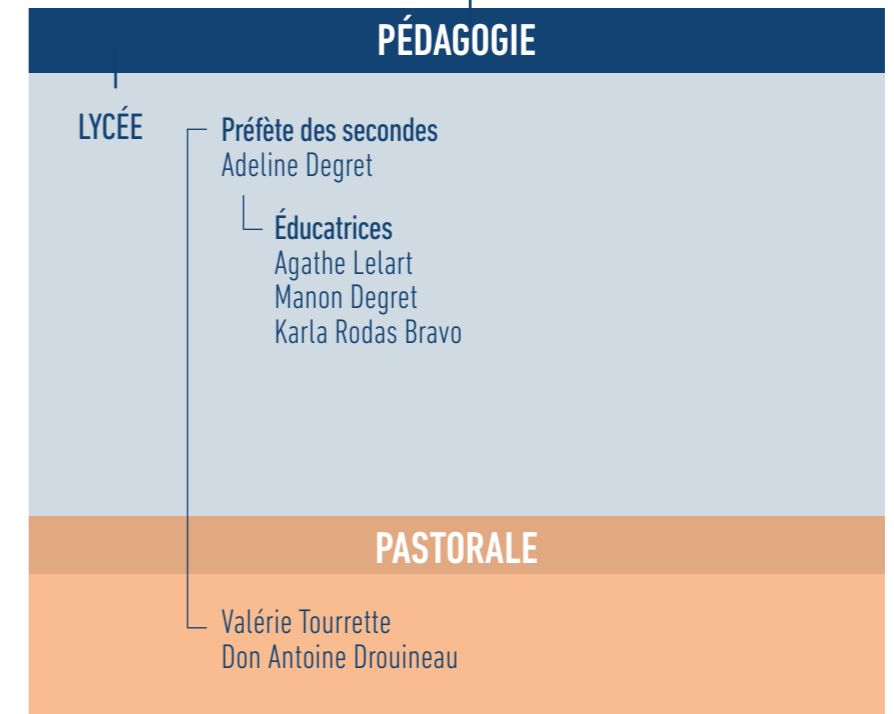 PÉDAGOGIE
LYCÉE
Préfète des secondes
Adeline Degret
Éducatrices
Agathe Lelart
Manon Degret
Karla Rodas Bravo
PASTORALE
Valérie Tourrette
Don Antoine Drouineau